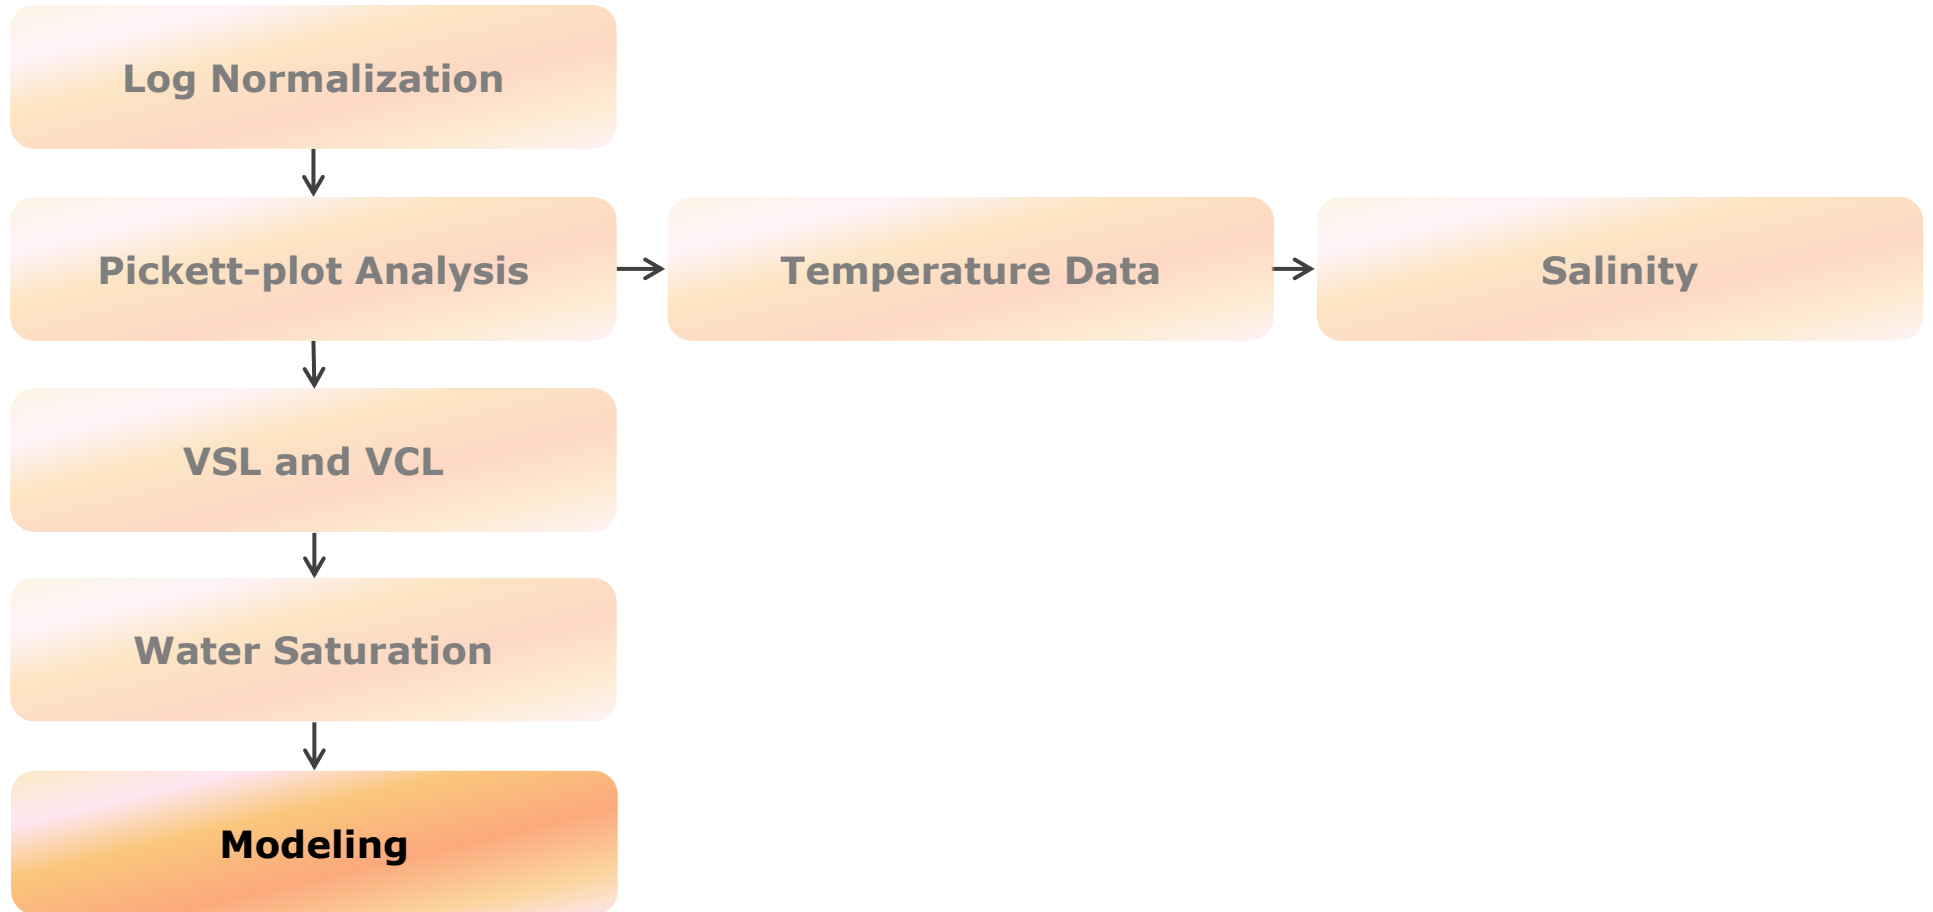 Log Normalization
Pickett-plot Analysis
Temperature Data
Salinity
VSL and VCL
Water Saturation
Modeling